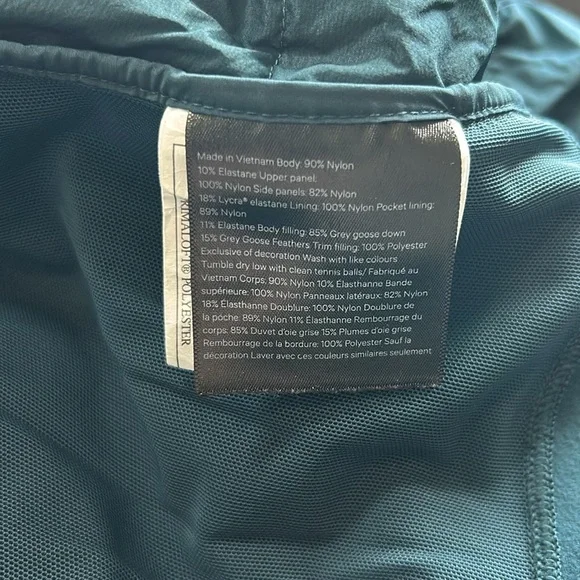 Made in Vietnam Body: 90% Nylon
10% Elastane Upper panel:
100% Nylon Side panels: 82% Nylon
18% Lycra® elastane Lining: 100% Nylon Pocket lining:
89% Nylon
11% Elastane Body filling: 85% Grey goose down
15% Grey Goose Feathers Trim filling: 100% Polyester
Exclusive of decoration Wash with like colours
Tumble dry low with clean tennis balls/ Fabriqué au
Vietnam Corps: 90% Nylon 10% Élasthanne Bande
supérieure: 100% Nylon Panneaux latéraux: 82% Nylon
18% Élasthanne Doublure: 100% Nylon Doublure de
la poche: 89% Nylon 11% Élasthanne Rembourrage du
corps: 85% Duvet d'oie grise 15% Plumes d'oie grise
Rembourrage de la bordure: 100% Polyester Sauf la
décoration Laver avec des couleurs similaires seulement
POLYESTER